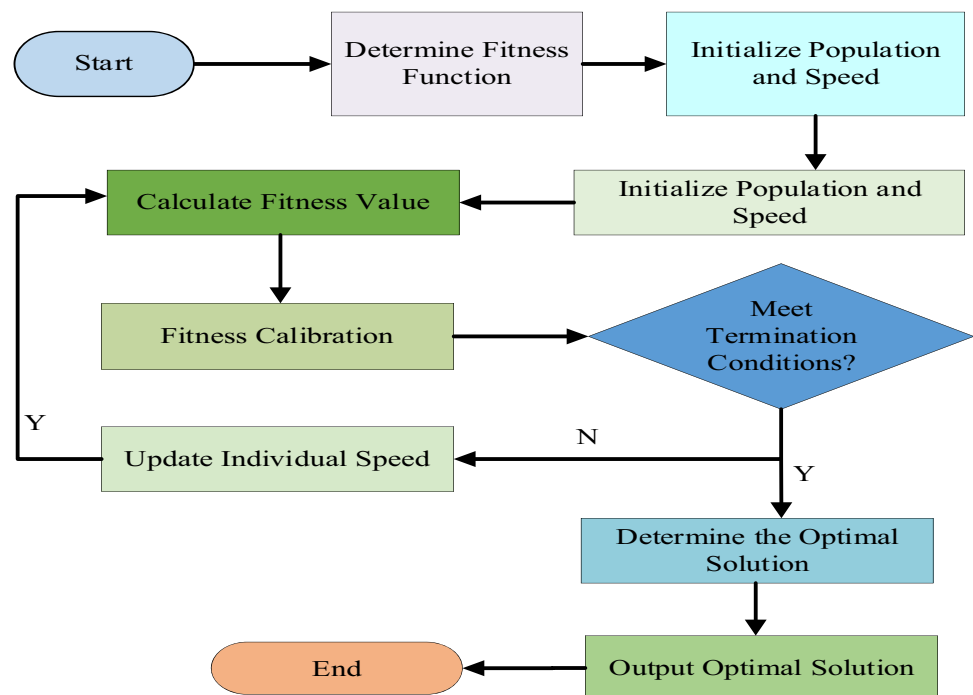 Start
Determine Fitness
Function
Initialize Population
and Speed
Initialize Population and
Speed
Calculate Fitness Value
Fitness Calibration
Meet
Termination
Conditions?
Y
Update Individual Speed
N
Y
Determine the Optimal
Solution
Output Optimal Solution
End